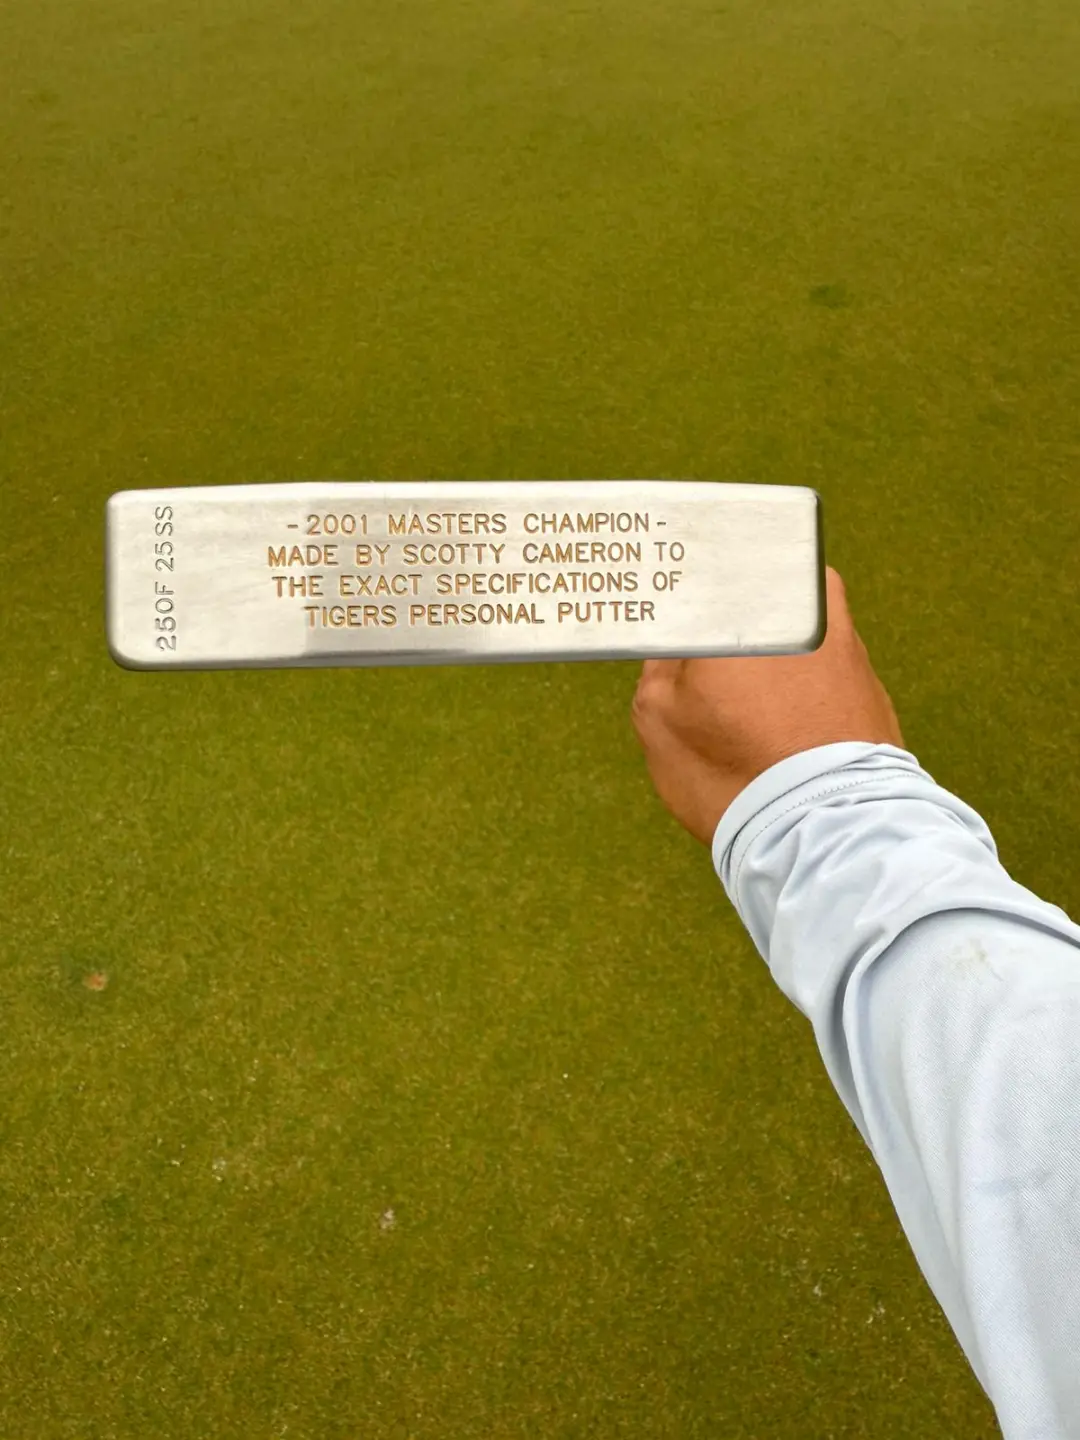 - 2001 MASTERS CHAMPION -
MADE BY SCOTTY CAMERON TO
THE EXACT SPECIFICATIONS OF
TIGERS PERSONAL PUTTER
250F 25SS